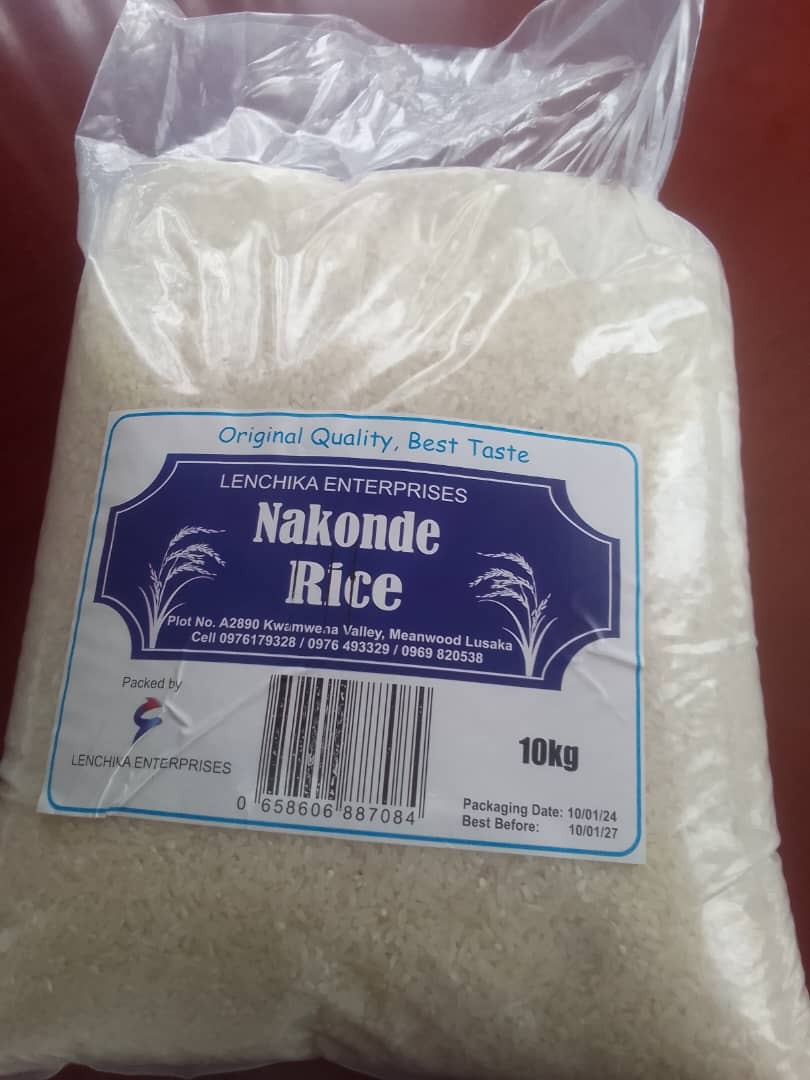 Original Quality, Best Taste
LENCHIKA ENTERPRISES
Nakonde
Rice
Plot No. A2890 Kwamwena Valley, Meanwood Lusaka
Cell 0976179328 / 0976 493329 / 0969 820538
Packed by
LENCHIKA ENTERPRISES
0 658606 887084
10kg
Packaging Date: 10/01/24
Best Before: 10/01/27